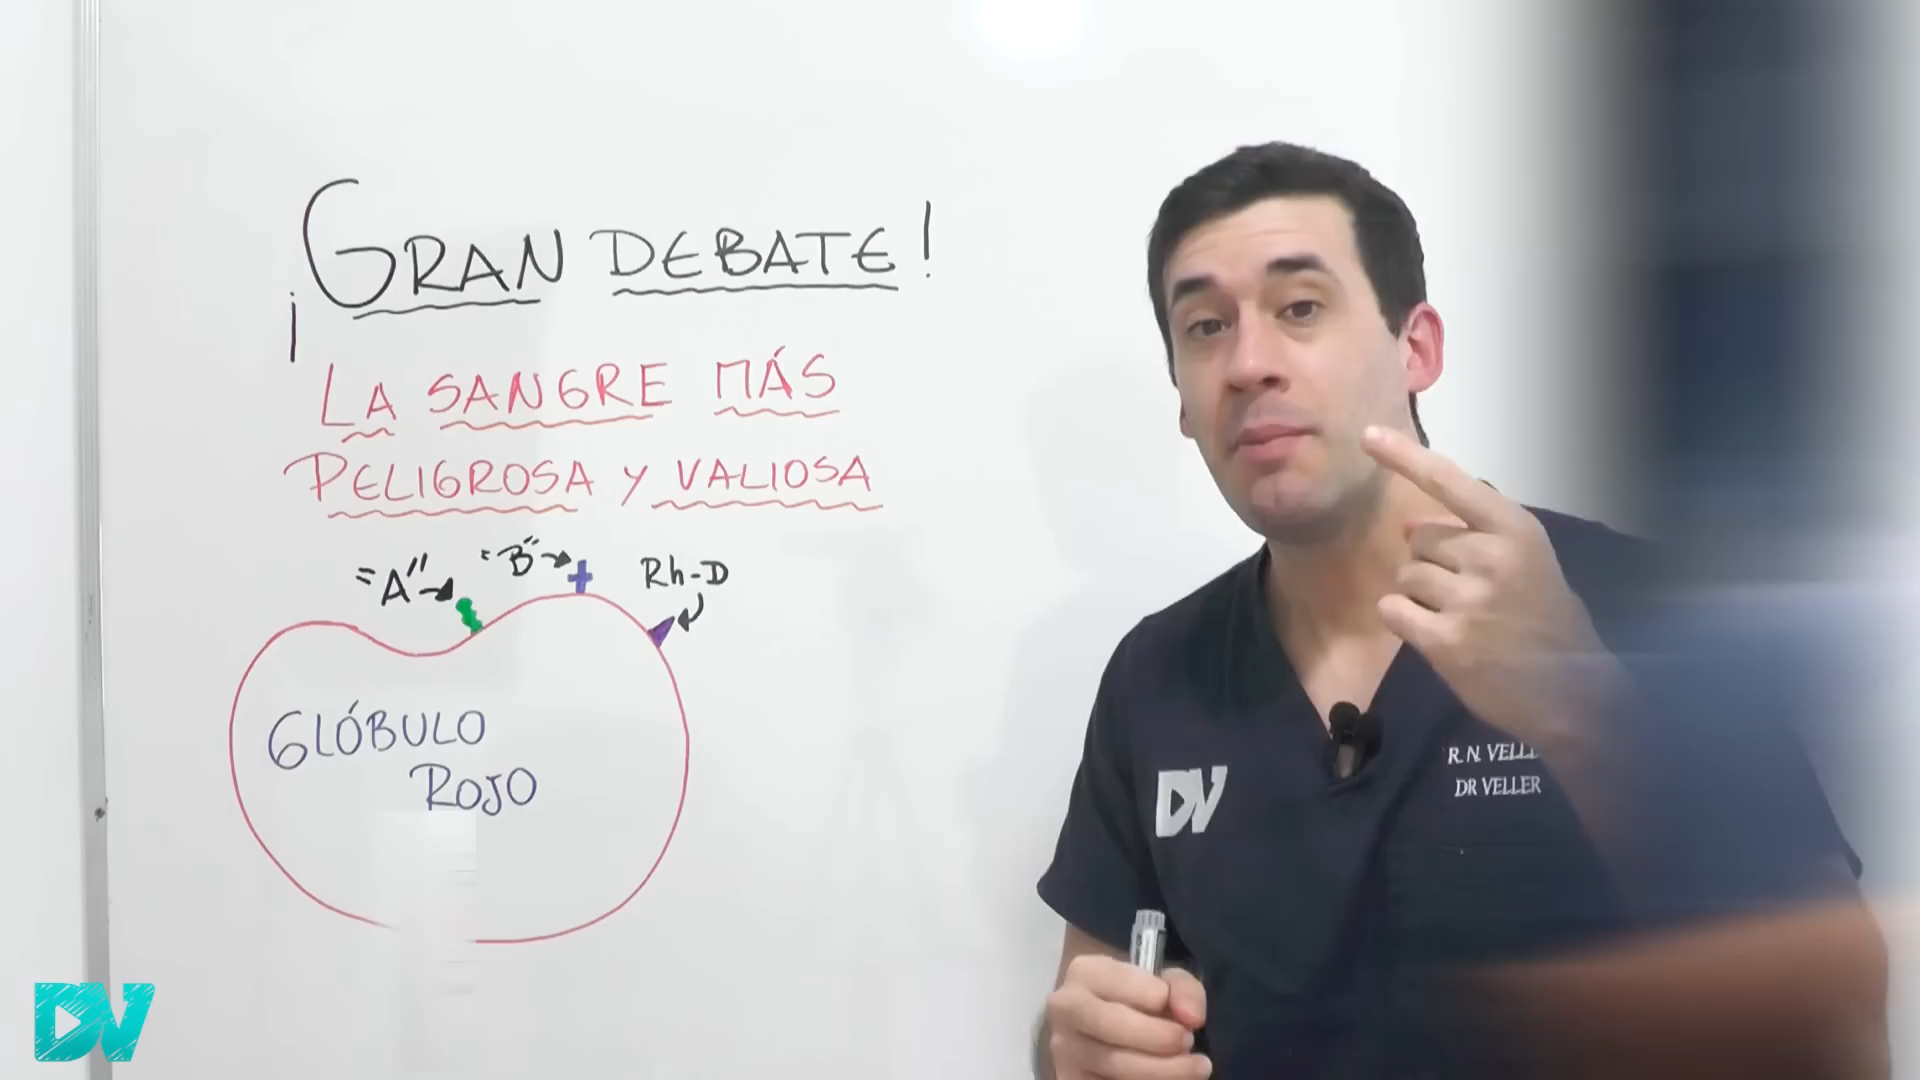 ¡GRAN DEBATE!
LA SANGRE MÁS
PELIGROSA Y VALIOSA
"A"
"B"
Rh-D
GLÓBULO
ROJO
R. N. VELLE
DR VELLER
DV
DV